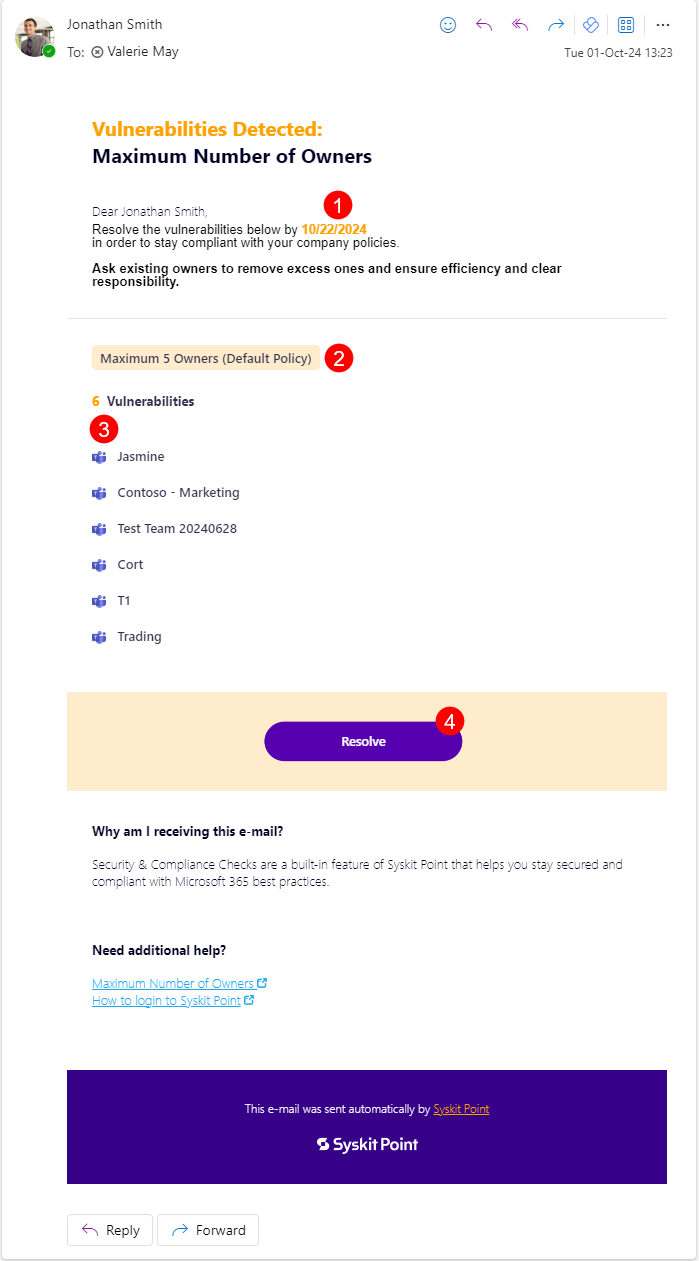 Jonathan Smith
To: Valerie May
Tue 01-Oct-24 13:23
Vulnerabilities Detected:
Maximum Number of Owners
1
Dear Jonathan Smith,
Resolve the vulnerabilities below by 10/22/2024
in order to stay compliant with your company policies.
Ask existing owners to remove excess ones and ensure efficiency and clear
responsibility.
Maximum 5 Owners (Default Policy) 2
6 Vulnerabilities
3
Jasmine
Contoso - Marketing
Test Team 20240628
Cort
T1
Trading
4
Resolve
Why am I receiving this e-mail?
Security & Compliance Checks are a built-in feature of Syskit Point that helps you stay secured and
compliant with Microsoft 365 best practices.
Need additional help?
Maximum Number of Owners
How to login to Syskit Point
This e-mail was sent automatically by Syskit Point
Syskit Point
Reply Forward